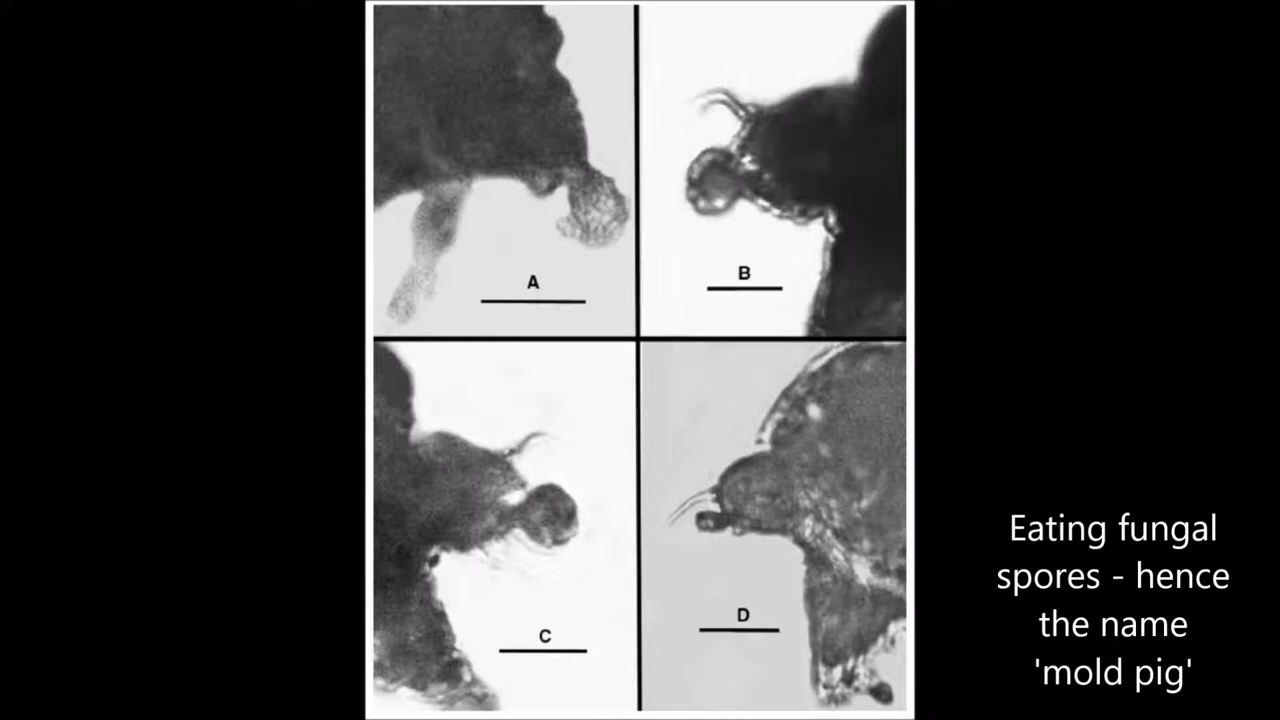 A
B
C
D
Eating fungal
spores - hence
the name
'mold pig'